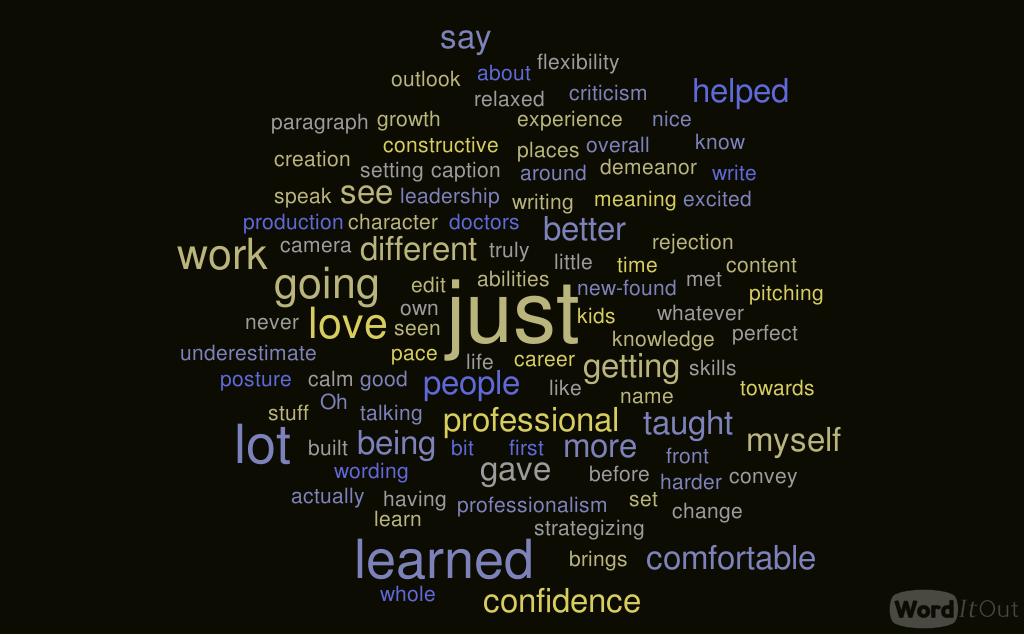 say
flexibility
outlook about
relaxed criticism helped
paragraph growth experience nice
constructive places overall know
creation setting caption around demeanor write
speak see leadership writing meaning excited
production character doctors better
work camera different truly rejection
little time content
going edit abilities new-found met pitching
never love own seen just kids whatever
knowledge perfect
underestimate pace life career getting skills
posture calm good people like name towards
stuff Oh talking professional taught
lot built being bit first more front myself
wording gave before harder convey
actually having professionalism set change
learn strategizing
learned brings comfortable
whole confidence
WordItOut